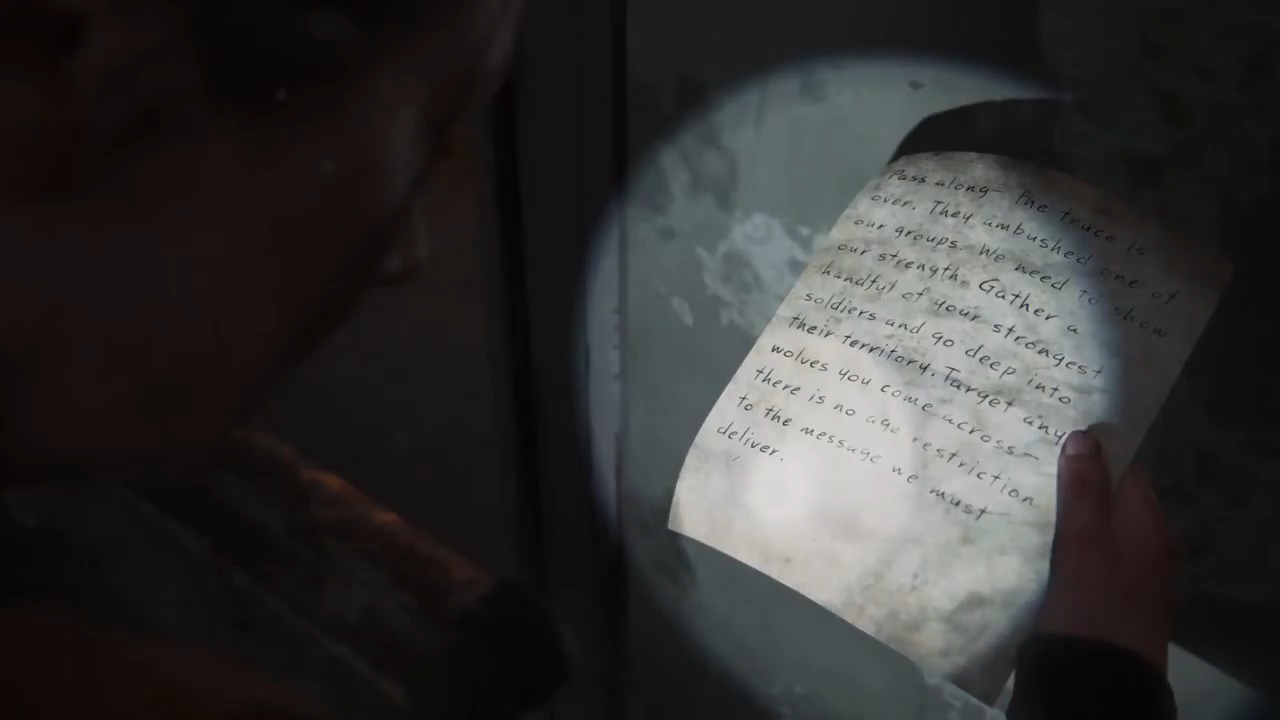 Pass along- the truce is
over. They ambushed one of
our groups. We need to show
our strength. Gather a
handful of your strongest
soldiers and go deep into
their territory. Target any
wolves you come across-
there is no age restriction
to the message we must
deliver.